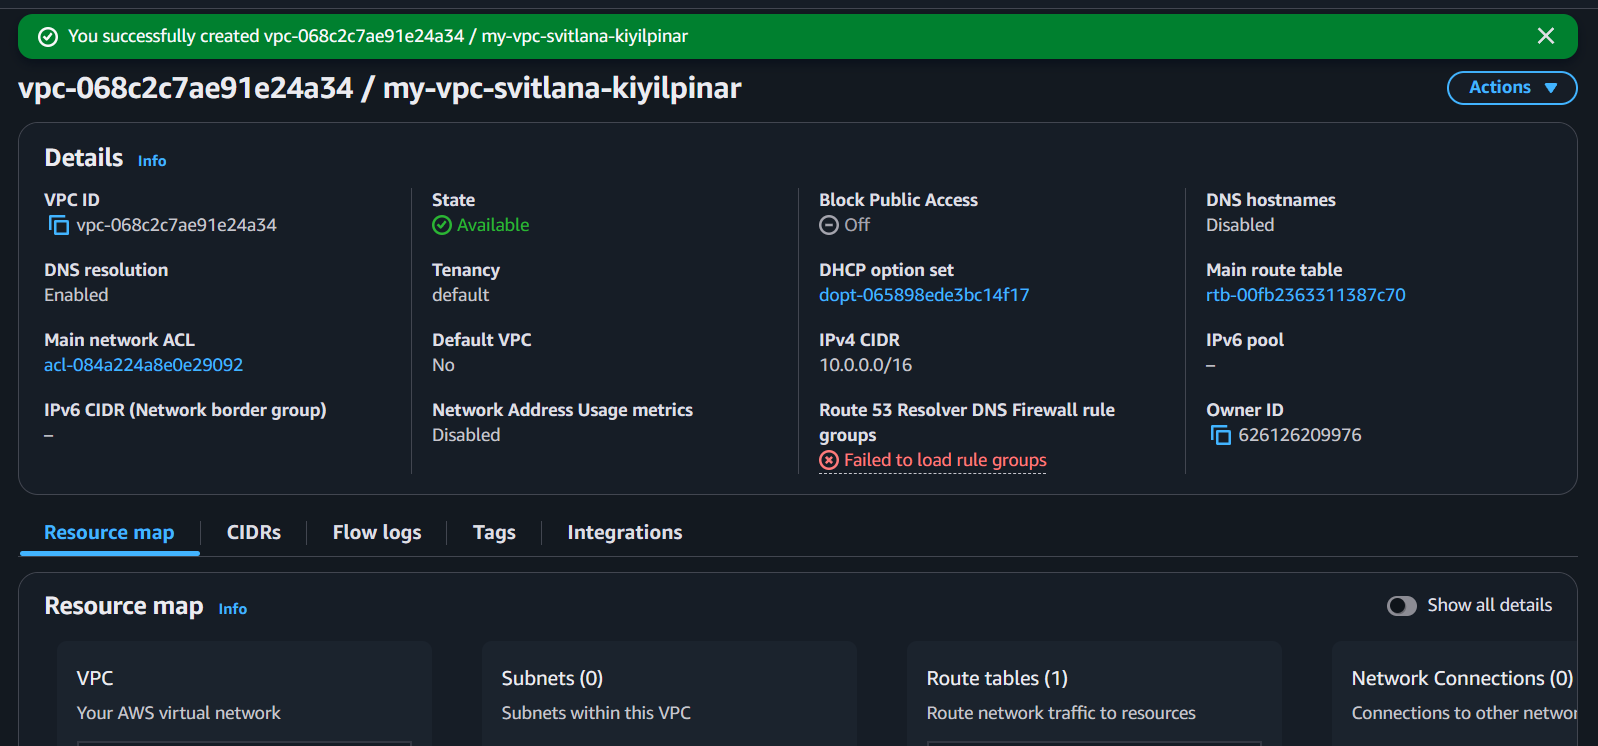 You successfully created vpc-068c2c7ae91e24a34 / my-vpc-svitlana-kiyilpinar
vpc-068c2c7ae91e24a34 / my-vpc-svitlana-kiyilpinar
Actions
Details Info
VPC ID
vpc-068c2c7ae91e24a34
State
Available
Block Public Access
Off
DNS hostnames
Disabled
DNS resolution
Enabled
Tenancy
default
DHCP option set
dopt-065898ede3bc14f17
Main route table
rtb-00fb2363311387c70
Main network ACL
acl-084a224a8e0e29092
Default VPC
No
IPv4 CIDR
10.0.0.0/16
IPv6 pool
–
IPv6 CIDR (Network border group)
–
Network Address Usage metrics
Disabled
Route 53 Resolver DNS Firewall rule
groups
Failed to load rule groups
Owner ID
626126209976
Resource map
CIDRs
Flow logs
Tags
Integrations
Resource map Info
Show all details
VPC
Your AWS virtual network
Subnets (0)
Subnets within this VPC
Route tables (1)
Route network traffic to resources
Network Connections (0)
Connections to other